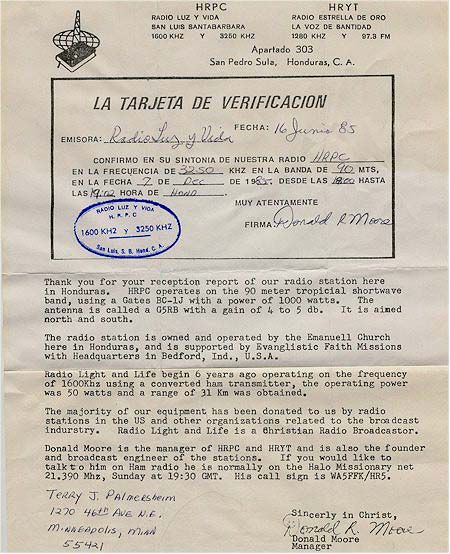 HRPC
RADIO LUZ Y VIDA
SAN LUIS SANTABARBARA
1600 KHZ Y 3250 KHZ
HRYT
RADIO ESTRELLA DE ORO
LA VOZ DE SANTIDAD
1280 KHZ Y 97.3 FM
Apartado 303
San Pedro Sula, Honduras, C. A.
LA TARJETA DE VERIFICACION
EMISORA: Radio Luz y Vida FECHA: 16 Junio 85
CONFIRMO EN SU SINTONIA DE NUESTRA RADIO HRPC
EN LA FRECUENCIA DE 3250 KHZ EN LA BANDA DE 90 MTS,
EN LA FECHA 7 DE DEC DE 1985, DESDE LAS 1800 HASTA
LAS 1902 HORA DE HOND
MUY ATENTAMENTE
FIRMA: Donald R Moore
RADIO LUZ Y VIDA
H. R. P. C
1600 KHZ y 3250 KHZ
San Luis, S. B. Hond. C. A.
Thank you for your reception report of our radio station here
in Honduras. HRPC operates on the 90 meter tropicial shortwave
band, using a Gates BC-1J with a power of 1000 watts. The
antenna is called a G5RB with a gain of 4 to 5 db. It is aimed
north and south.
The radio station is owned and operated by the Emanuell Church
here in Honduras, and is supported by Evanglistic Faith Missions
with Headquarters in Bedford, Ind., U.S.A.
Radio Light and Life begin 6 years ago operating on the frequency
of 1600Khz using a converted ham transmitter, the operating power
was 50 watts and a range of 31 Km was obtained.
The majority of our equipment has been donated to us by radio
stations in the US and other organizations related to the broadcast
indurstry. Radio Light and Life is a Christian Radio Broadcastor.
Donald Moore is the manager of HRPC and HRYT and is also the founder
and broadcast engineer of the stations. If you would like to
talk to him on Ham radio he is normally on the Halo Missionary net
21.390 Mhz, Sunday at 19:30 GMT. His call sign is WA5FFK/HR5.
Terry J. Palmersheim
1270 46th Ave N.E.
Minneapolis, Minn
55421
Sincerly in Christ,
Donald R. Moore
Donald Moore
Manager